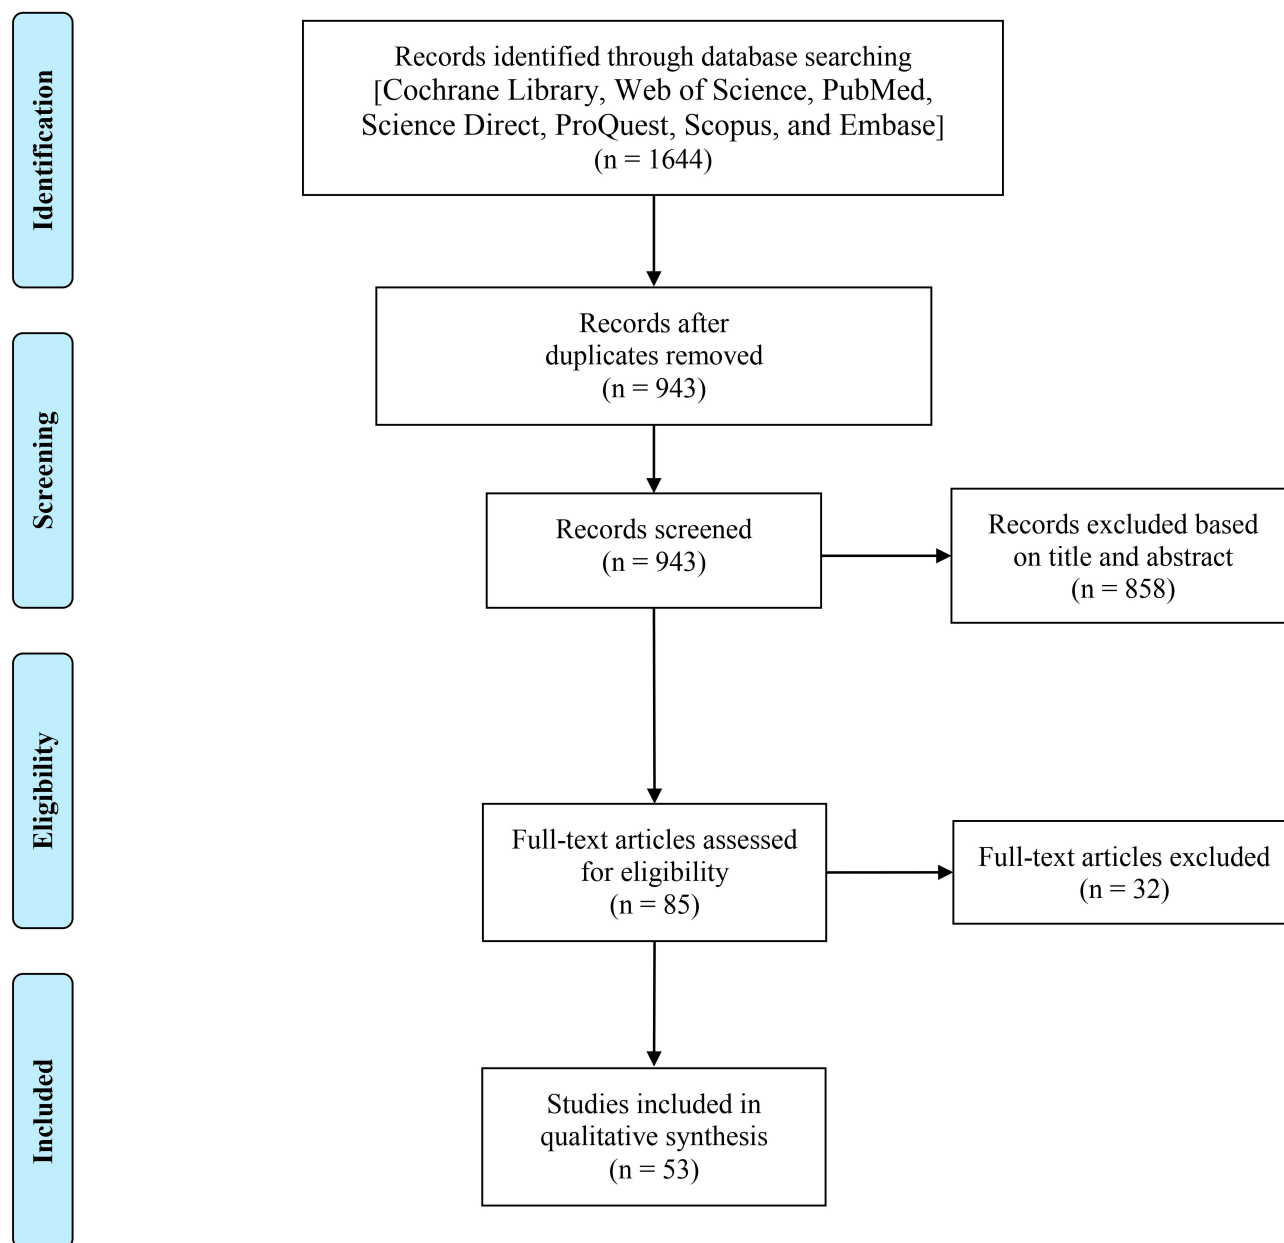 Identification
Records identified through database searching
[Cochrane Library, Web of Science, PubMed,
Science Direct, ProQuest, Scopus, and Embase]
(n = 1644)
Records after
duplicates removed
(n = 943)
Screening
Records screened
(n = 943)
Records excluded based
on title and abstract
(n = 858)
Eligibility
Full-text articles assessed
for eligibility
(n = 85)
Full-text articles excluded
(n = 32)
Included
Studies included in
qualitative synthesis
(n = 53)